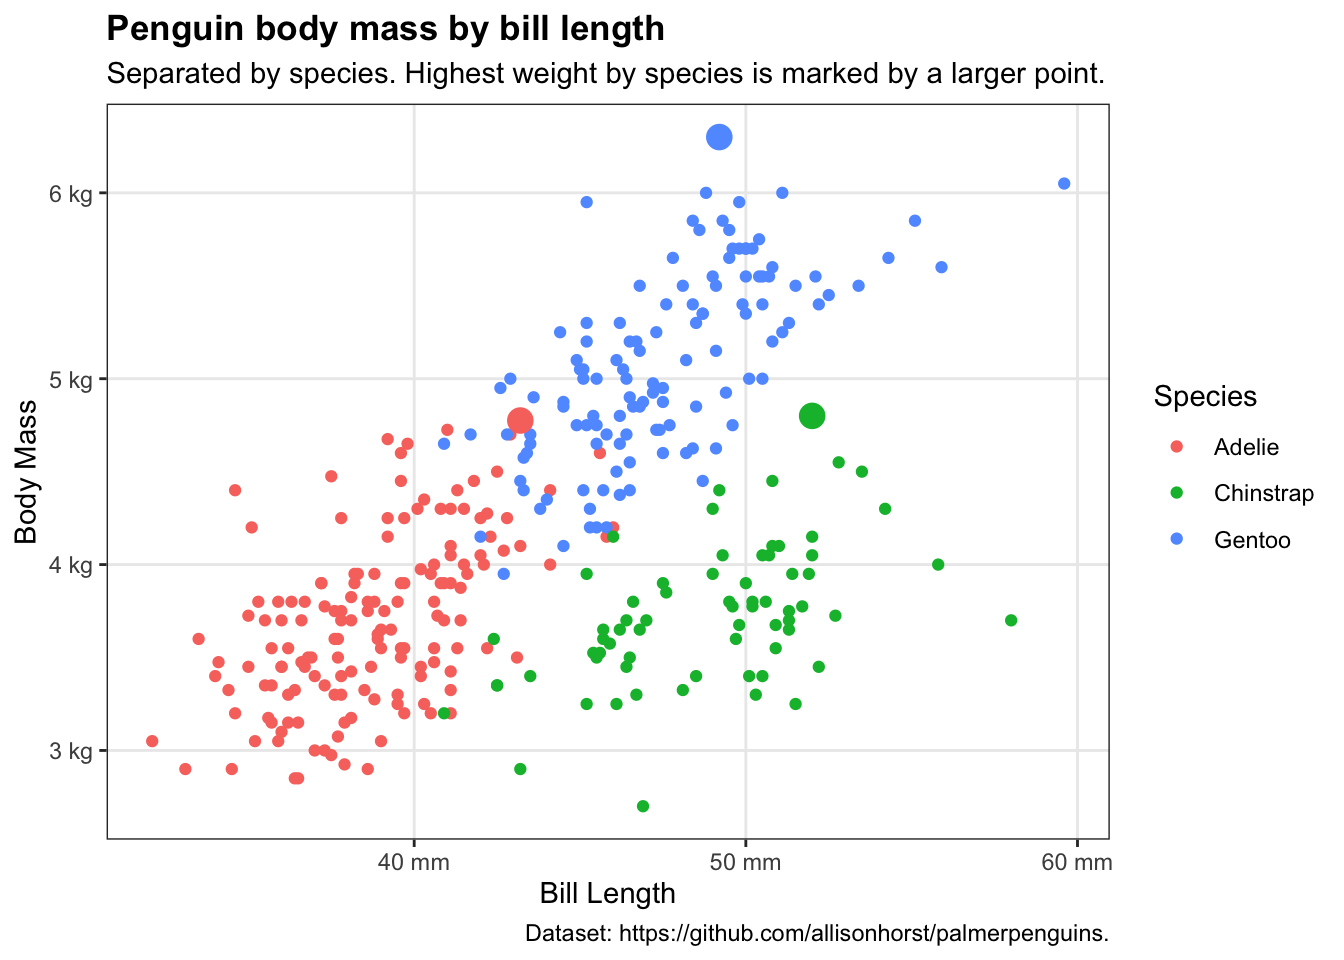 Penguin body mass by bill length
Separated by species. Highest weight by species is marked by a larger point.
6 kg
5 kg
4 kg
3 kg
Body Mass
40 mm
50 mm
60 mm
Bill Length
Species
Adelie
Chinstrap
Gentoo
Dataset: https://github.com/allisonhorst/palmerpenguins.